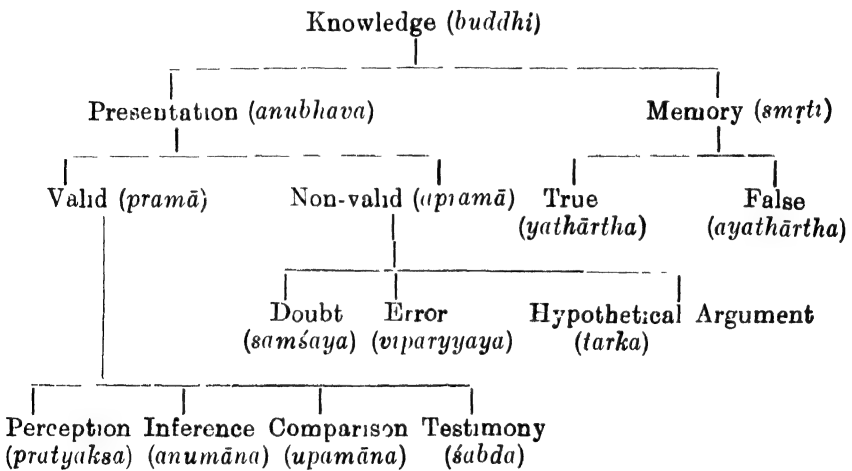 Knowledge (buddhi)
Presentation (anubhava) Memory (smṛti)
Valid (pramā) Non-valid (apramā) True False
(yathārtha) (ayathārtha)
Doubt Error Hypothetical Argument
(saṁśaya) (viparyyaya) (tarka)
Perception Inference Comparison Testimony
(pratyakṣa) (anumāna) (upamāna) (śabda)